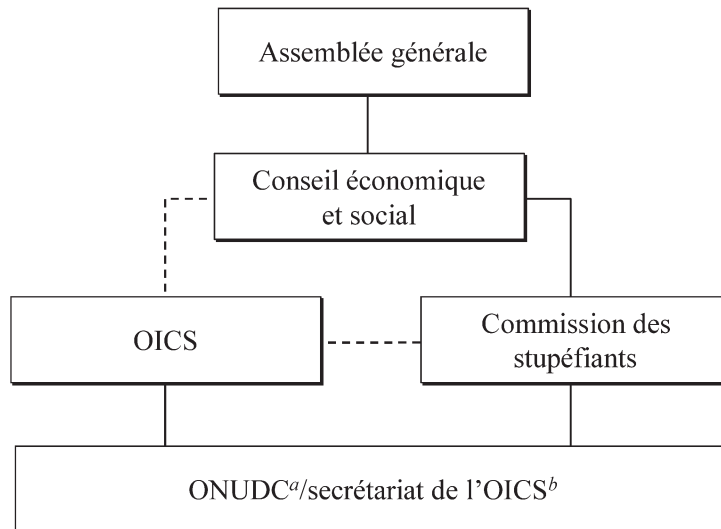 Assemblée générale
Conseil économique
et social
OICS
Commission des
stupéfiants
ONUDCa/secrétariat de l’OICSb